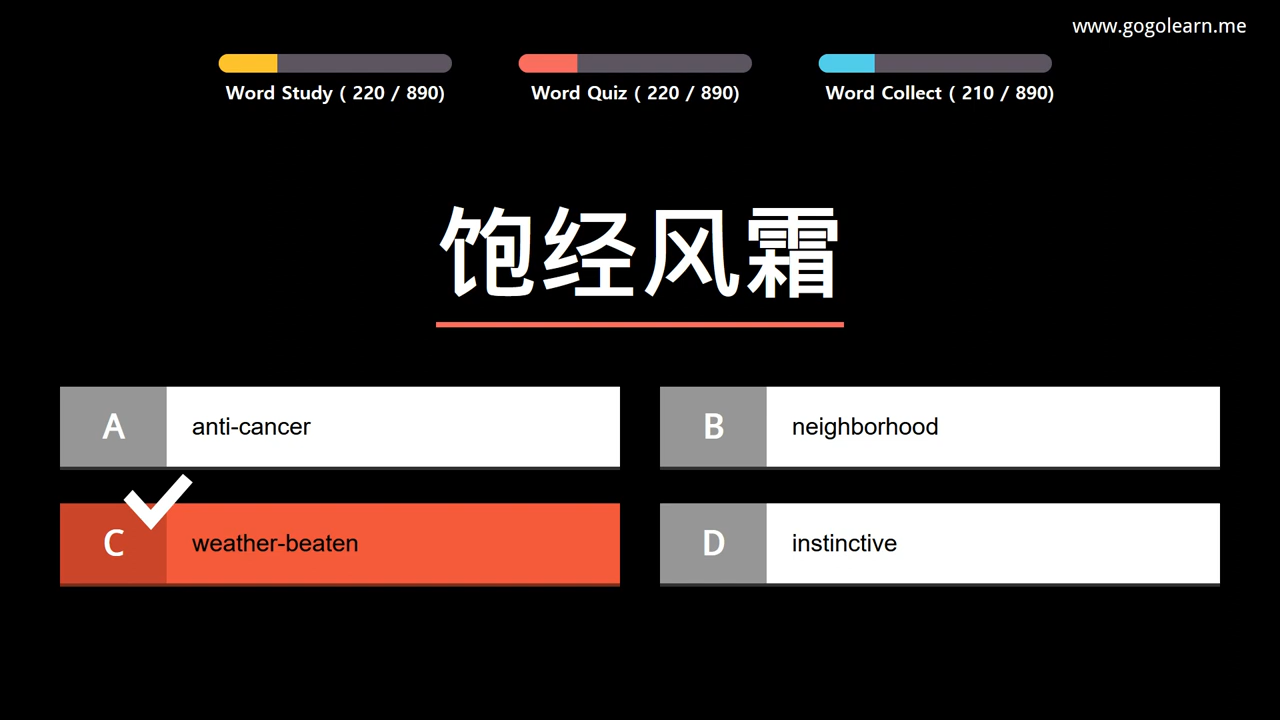 www.gogolearn.me
Word Study ( 220 / 890)
Word Quiz ( 220 / 890)
Word Collect ( 210 / 890)
饱经风霜
A anti-cancer
B neighborhood
C weather-beaten
D instinctive